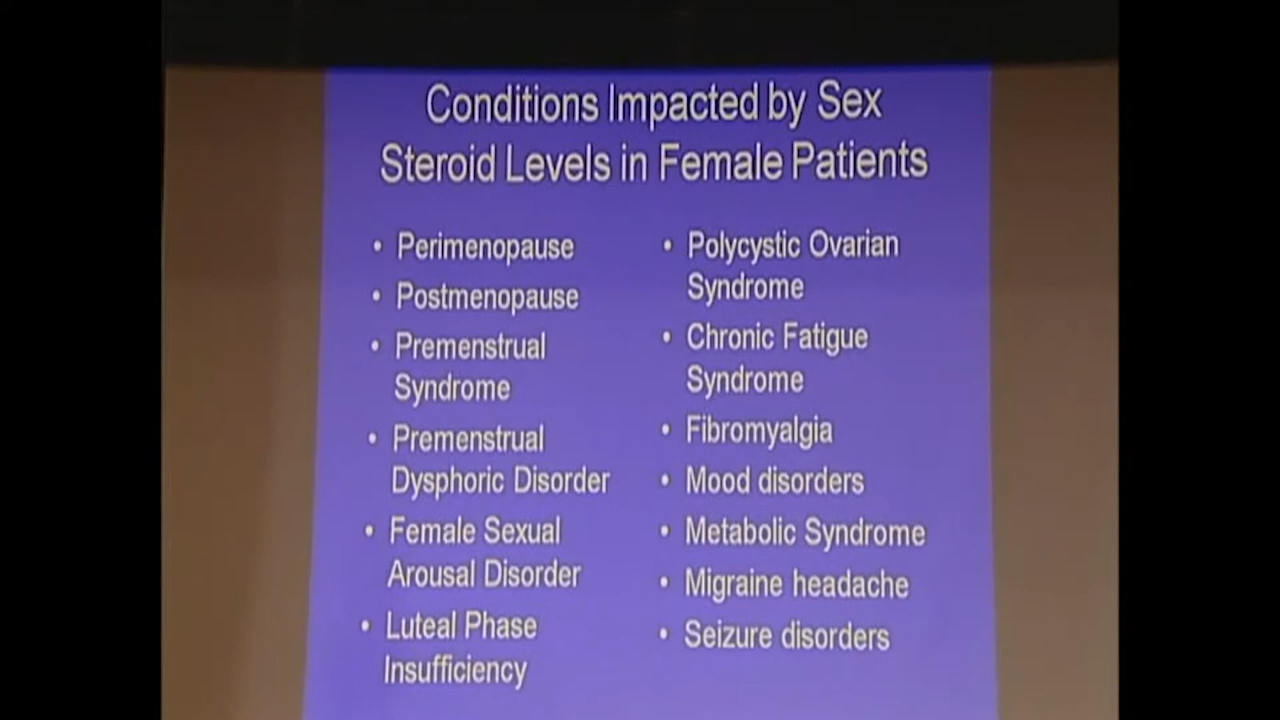 Conditions Impacted by Sex
Steroid Levels in Female Patients
• Perimenopause
• Postmenopause
• Premenstrual
Syndrome
• Premenstrual
Dysphoric Disorder
• Female Sexual
Arousal Disorder
• Luteal Phase
Insufficiency
• Polycystic Ovarian
Syndrome
• Chronic Fatigue
Syndrome
• Fibromyalgia
• Mood disorders
• Metabolic Syndrome
• Migraine headache
• Seizure disorders